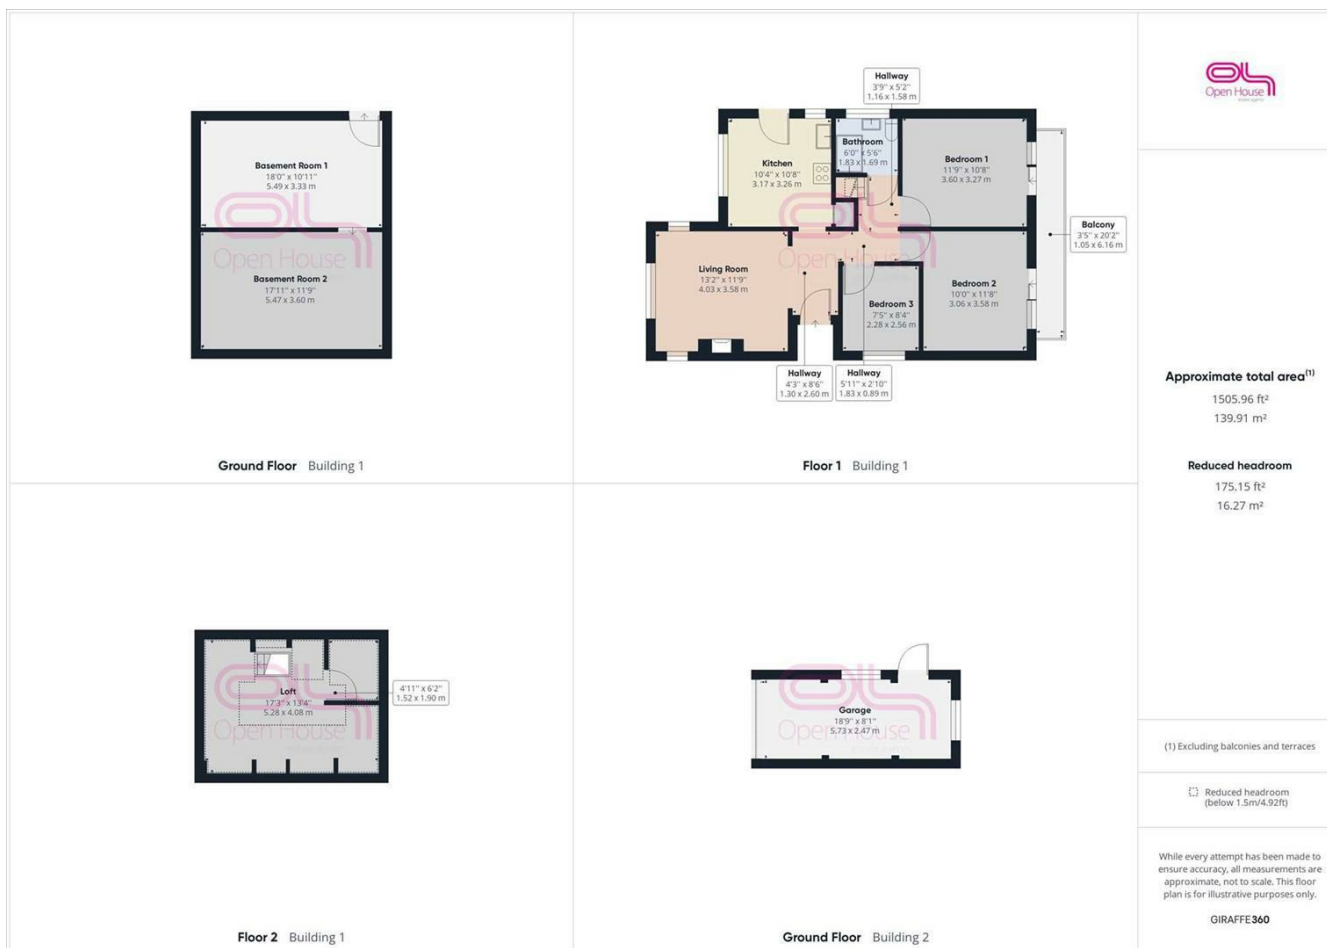 Basement Room 1
18'0" x 10'11"
5.49 x 3.33 m
Open House
Basement Room 2
17'11" x 11'9"
5.47 x 3.60 m
Ground Floor Building 1
Hallway
3'9" x 5'2"
1.16 x 1.58 m
Kitchen
10'4" x 10'8"
3.17 x 3.26 m
Bathroom
6'0" x 5'6"
1.83 x 1.69 m
Bedroom 1
11'9" x 10'8"
3.60 x 3.27 m
Balcony
3'5" x 20'2"
1.05 x 6.16 m
Living Room
13'2" x 11'9"
4.03 x 3.58 m
Open House
Bedroom 2
10'0" x 11'8"
3.06 x 3.58 m
Bedroom 3
7'5" x 8'4"
2.28 x 2.56 m
Hallway
4'3" x 8'6"
1.30 x 2.60 m
Hallway
5'11" x 2'10"
1.83 x 0.89 m
Floor 1 Building 1
Loft
17'3" x 13'4"
5.28 x 4.08 m
Open House
4'11" x 6'2"
1.52 x 1.90 m
Floor 2 Building 1
Garage
18'9" x 8'1"
5.73 x 2.47 m
Open House
Ground Floor Building 2
Open House
Approximate total area(1)
1505.96 ft²
139.91 m²
Reduced headroom
175.15 ft²
16.27 m²
(1) Excluding balconies and terraces
Reduced headroom
(below 1.5m/4.92ft)
While every attempt has been made to
ensure accuracy, all measurements are
approximate, not to scale. This floor
plan is for illustrative purposes only.
GIRAFFE360